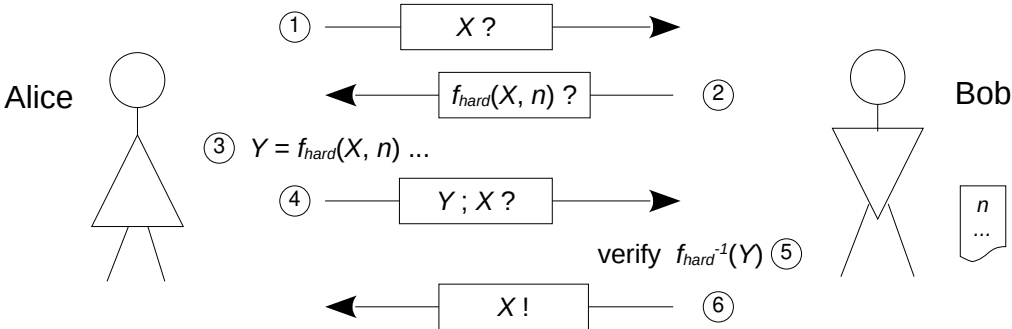 ① X ?
f_hard(X, n) ? ②
Alice
Bob
③ Y = f_hard(X, n) ...
④ Y ; X ?
n
...
verify f_hard⁻¹(Y) ⑤
X ! ⑥